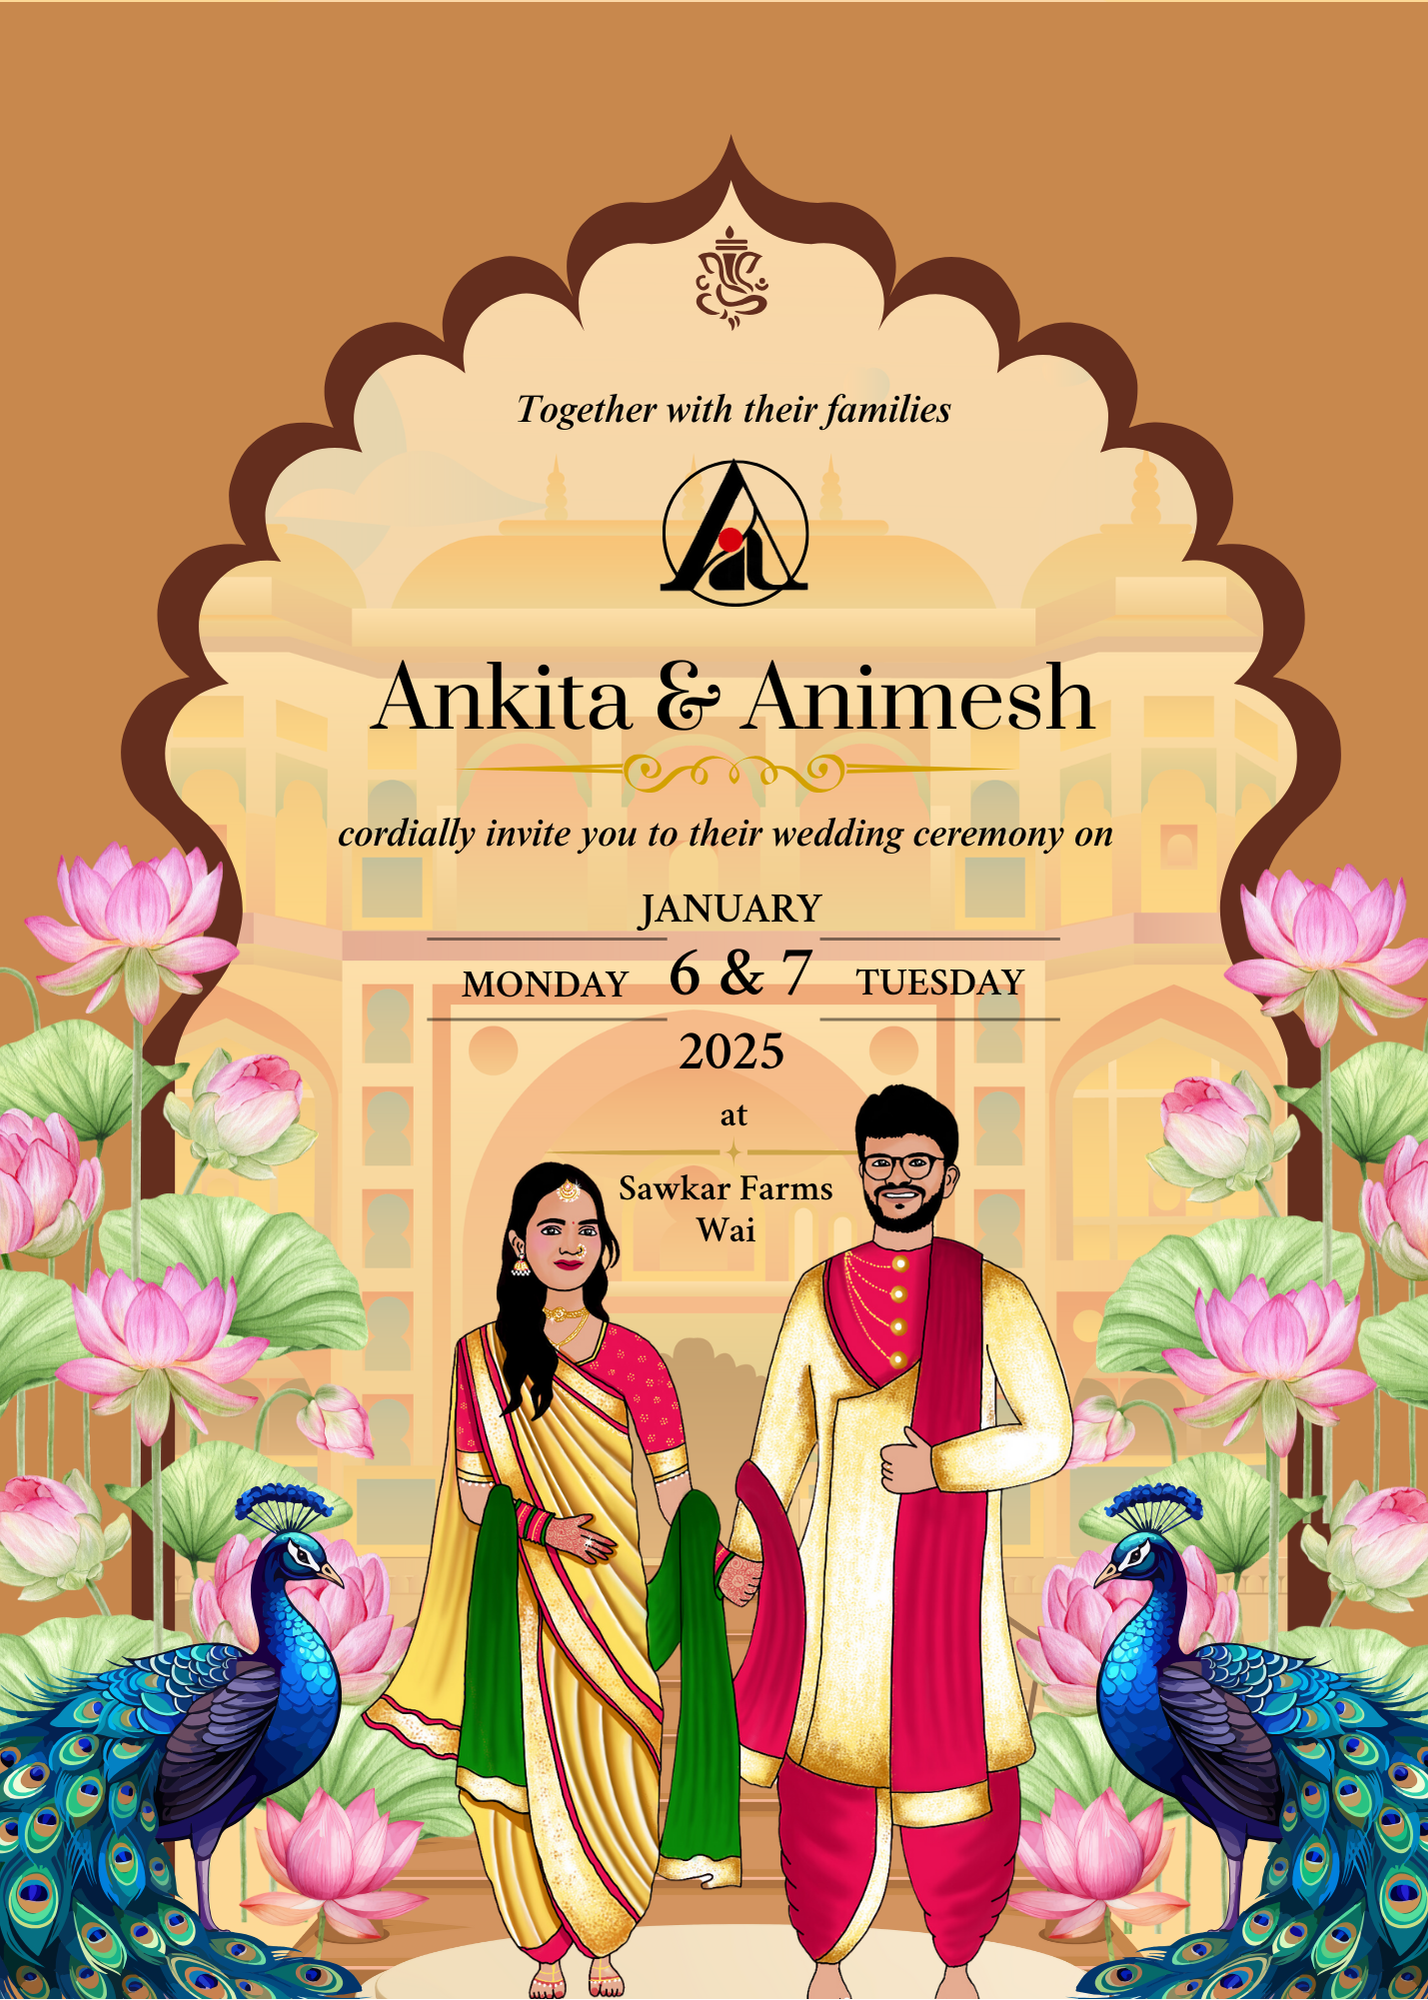 Together with their families
Ankita & Animesh
cordially invite you to their wedding ceremony on
JANUARY
MONDAY 6 & 7 TUESDAY
2025
at
Sawkar Farms
Wai